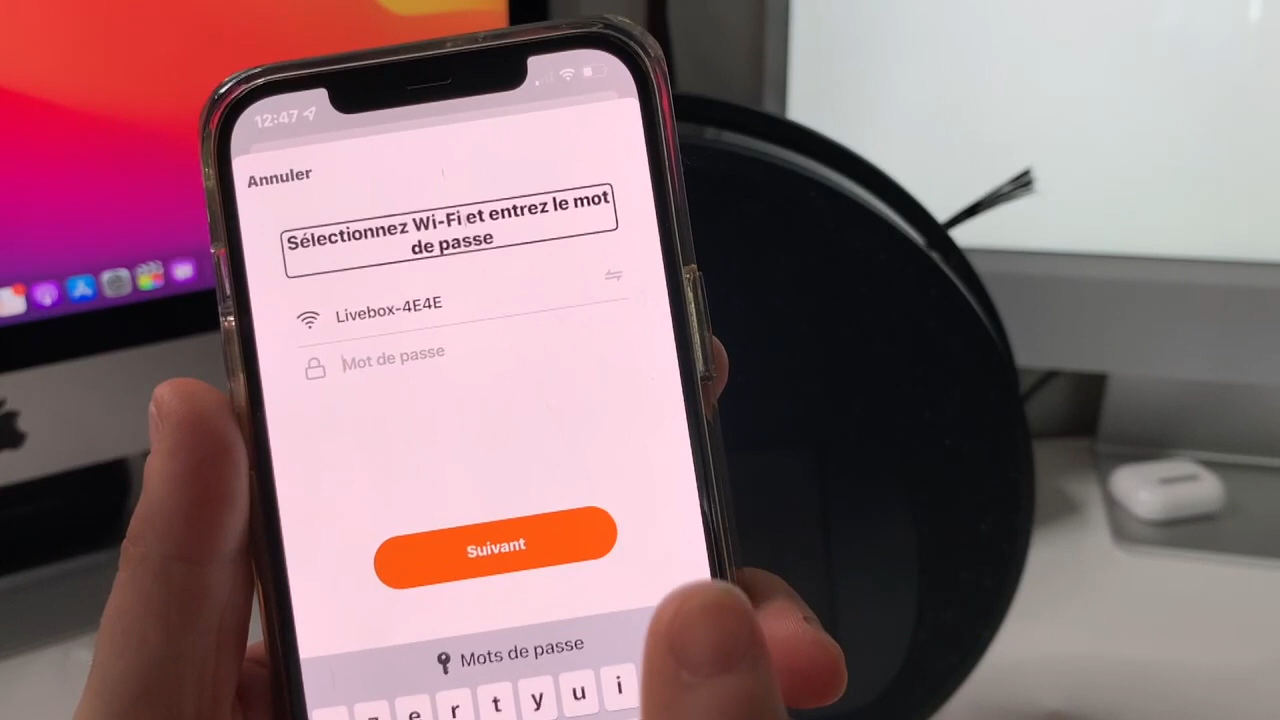 12:47
Annuler
Sélectionnez Wi-Fi et entrez le mot
de passe
Livebox-4E4E
Mot de passe
Suivant
Mots de passe
e r t y u i